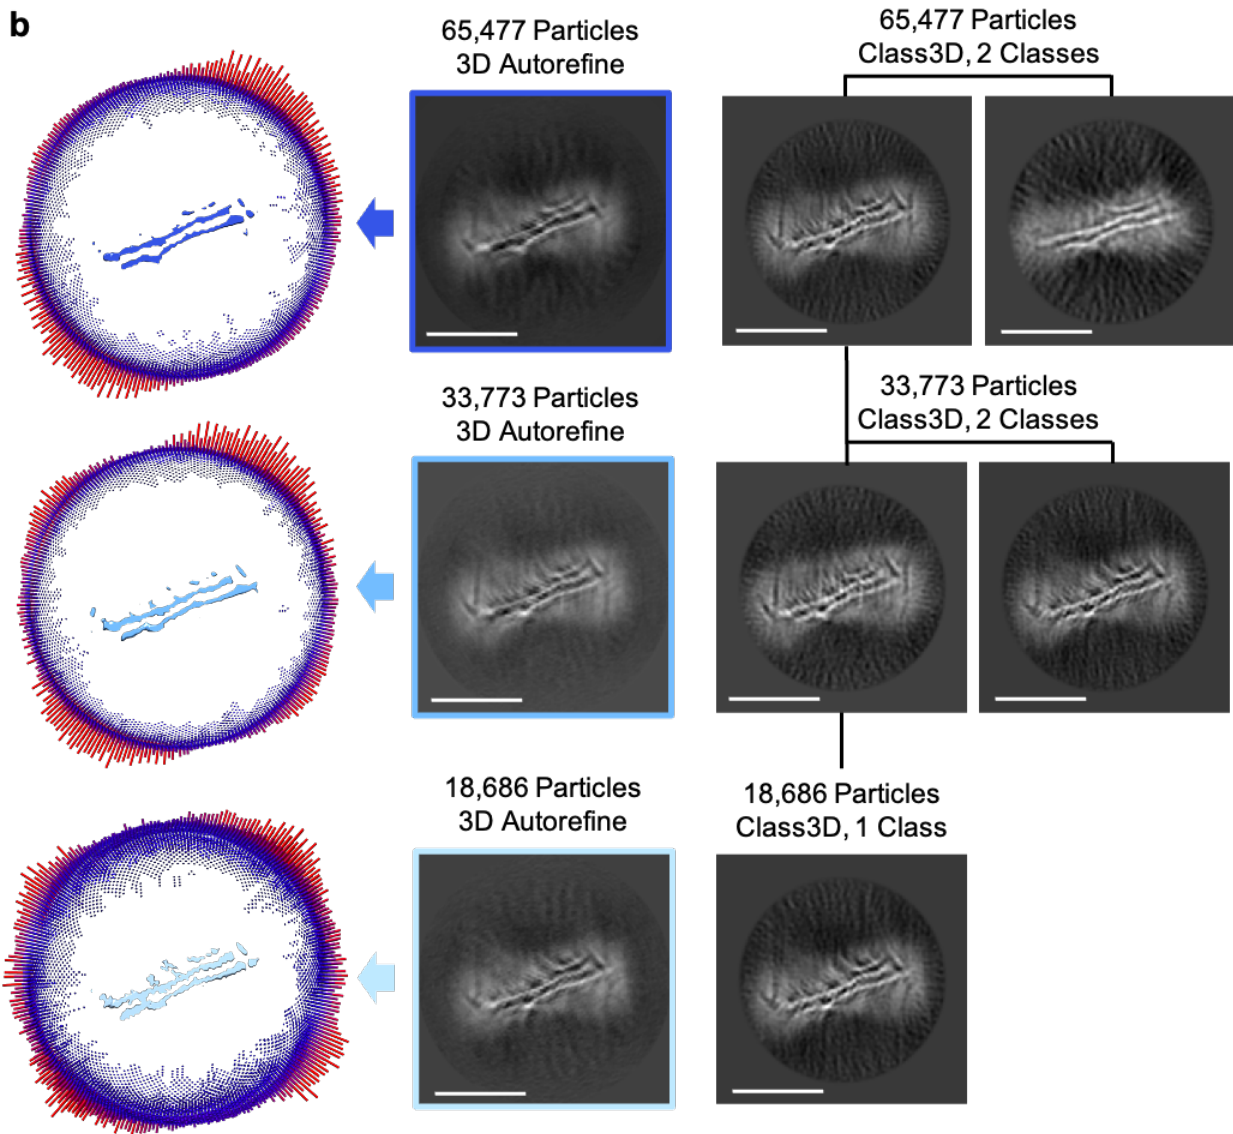 b
65,477 Particles
3D Autorefine
65,477 Particles
Class3D, 2 Classes
33,773 Particles
3D Autorefine
33,773 Particles
Class3D, 2 Classes
18,686 Particles
3D Autorefine
18,686 Particles
Class3D, 1 Class